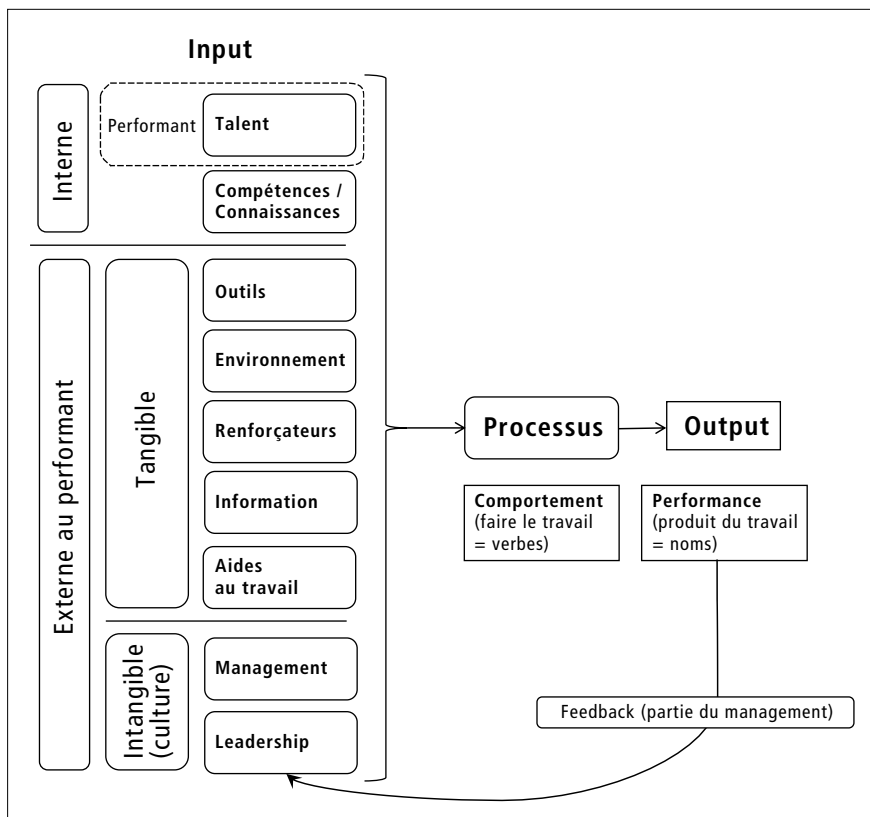 Input
Interne
Performant
Talent
Compétences /
Connaissances
Externe au performant
Tangible
Outils
Environnement
Renforçateurs
Information
Aides
au travail
Intangible
(culture)
Management
Leadership
Processus
Output
Comportement
(faire le travail
= verbes)
Performance
(produit du travail
= noms)
Feedback (partie du management)